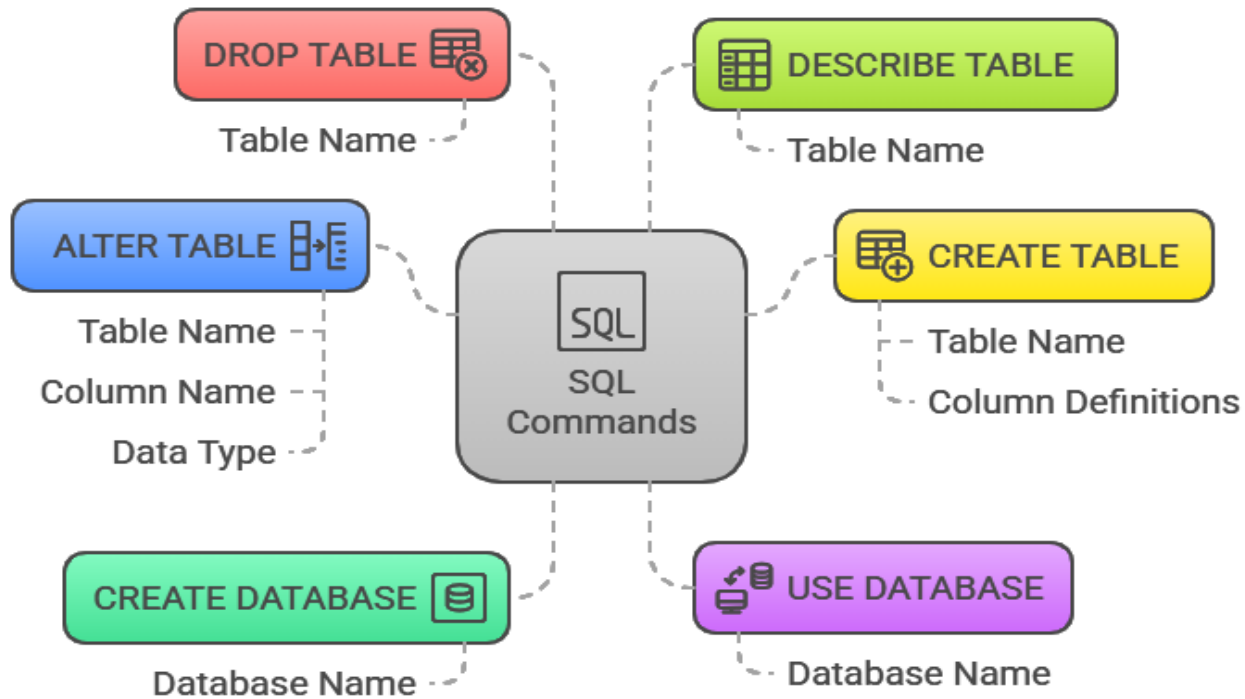 DROP TABLE
Table Name
DESCRIBE TABLE
Table Name
ALTER TABLE
Table Name
Column Name
Data Type
SQL
SQL
Commands
CREATE TABLE
Table Name
Column Definitions
CREATE DATABASE
Database Name
USE DATABASE
Database Name